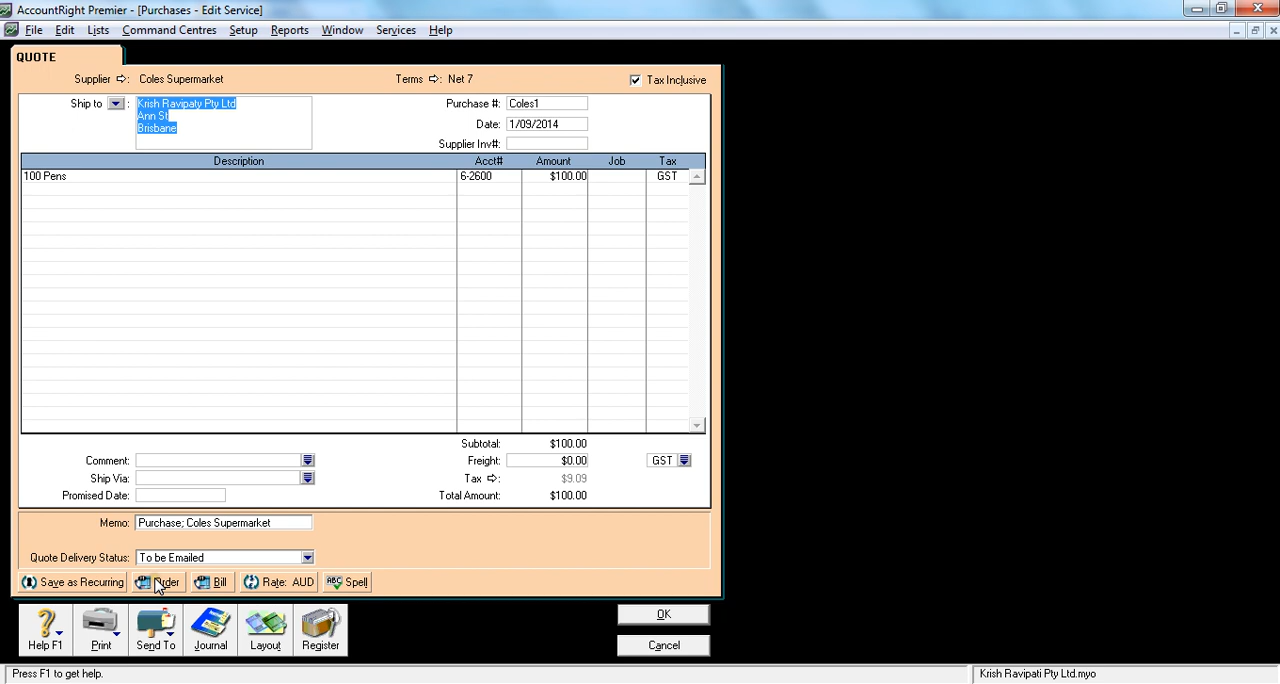 AccountRight Premier - [Purchases - Edit Service]
File Edit Lists Command Centres Setup Reports Window Services Help
QUOTE
Supplier : Coles Supermarket Terms : Net 7 Tax Inclusive
Ship to : Krish Ravipaty Pty Ltd Purchase #: Coles1
Ann St
Date: 1/09/2014
Brisbane
Supplier Inv#:
Description Acct# Amount Job Tax
100 Pens 6-2600 $100.00 GST
Subtotal: $100.00
Comment: Freight: $0.00 GST
Ship Via: Tax : $9.09
Promised Date: Total Amount: $100.00
Memo: Purchase; Coles Supermarket
Quote Delivery Status: To be Emailed
Save as Recurring Order Bill Rate: AUD ABC Spell
OK
Help F1 Print Send To Journal Layout Register
Cancel
Press F1 to get help. Krish Ravipati Pty Ltd.myo